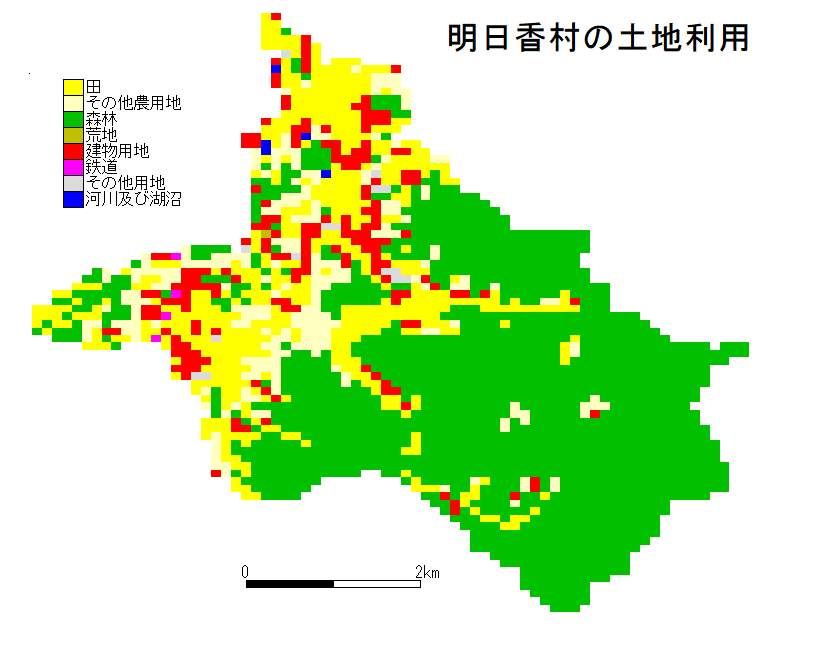 明日香村の土地利用
田
その他農用地
森林
荒地
建物用地
鉄道
その他用地
河川及び湖沼
0 2km